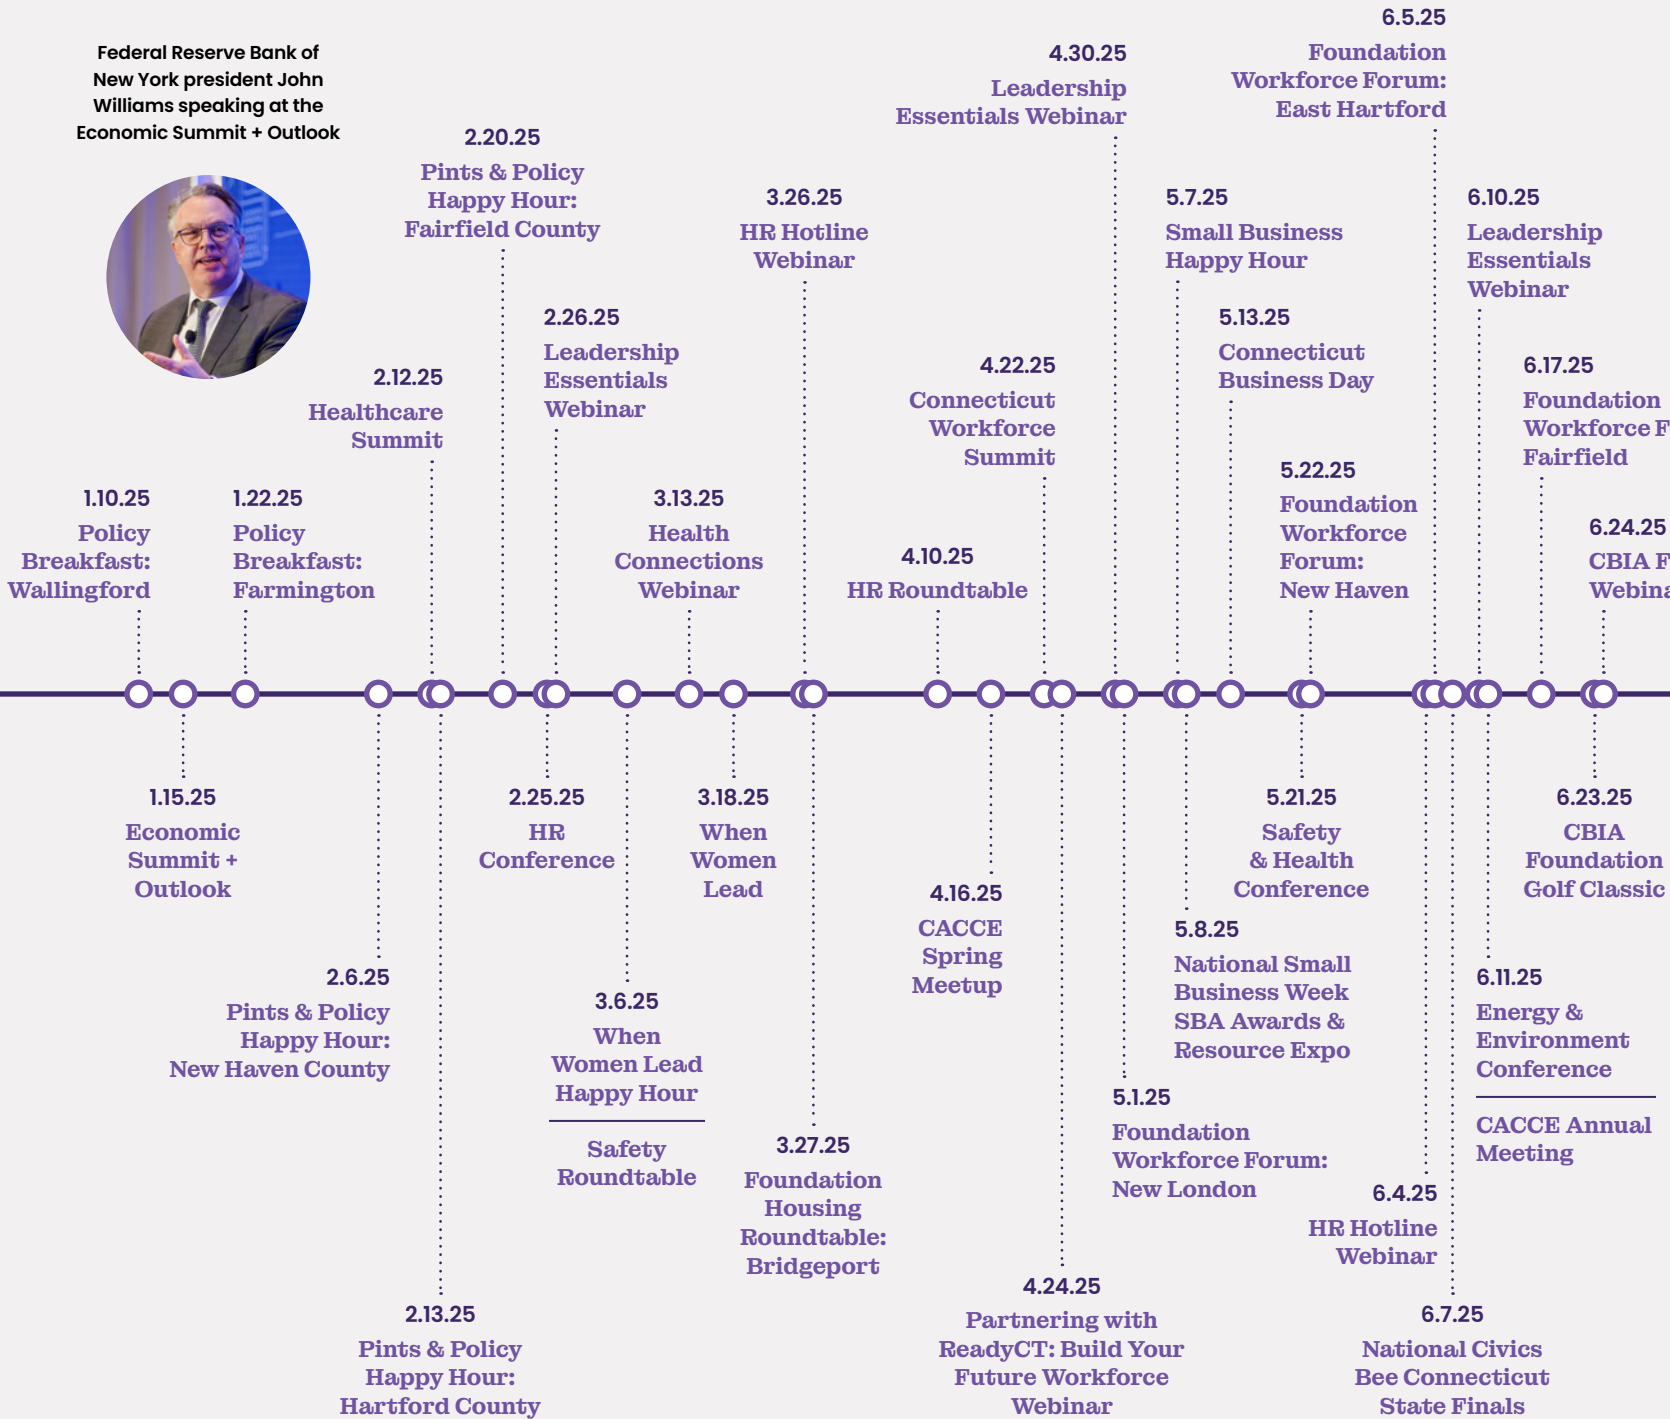 Federal Reserve Bank of
New York president John
Williams speaking at the
Economic Summit + Outlook
1.10.25
Policy
Breakfast:
Wallingford
1.15.25
Economic
Summit +
Outlook
1.22.25
Policy
Breakfast:
Farmington
2.6.25
Pints & Policy
Happy Hour:
New Haven County
2.12.25
Healthcare
Summit
2.13.25
Pints & Policy
Happy Hour:
Hartford County
2.20.25
Pints & Policy
Happy Hour:
Fairfield County
2.25.25
HR
Conference
2.26.25
Leadership
Essentials
Webinar
3.6.25
When
Women Lead
Happy Hour
Safety
Roundtable
3.13.25
Health
Connections
Webinar
3.18.25
When
Women
Lead
3.26.25
HR Hotline
Webinar
3.27.25
Foundation
Housing
Roundtable:
Bridgeport
4.10.25
HR Roundtable
4.16.25
CACCE
Spring
Meetup
4.22.25
Connecticut
Workforce
Summit
4.24.25
Partnering with
ReadyCT: Build Your
Future Workforce
Webinar
4.30.25
Leadership
Essentials Webinar
5.1.25
Foundation
Workforce Forum:
New London
5.7.25
Small Business
Happy Hour
5.8.25
National Small
Business Week
SBA Awards &
Resource Expo
5.13.25
Connecticut
Business Day
5.21.25
Safety
& Health
Conference
5.22.25
Foundation
Workforce
Forum:
New Haven
6.4.25
HR Hotline
Webinar
6.5.25
Foundation
Workforce Forum:
East Hartford
6.7.25
National Civics
Bee Connecticut
State Finals
6.10.25
Leadership
Essentials
Webinar
6.11.25
Energy &
Environment
Conference
CACCE Annual
Meeting
6.17.25
Foundation
Workforce F
Fairfield
6.23.25
CBIA
Foundation
Golf Classic
6.24.25
CBIA F
Webina